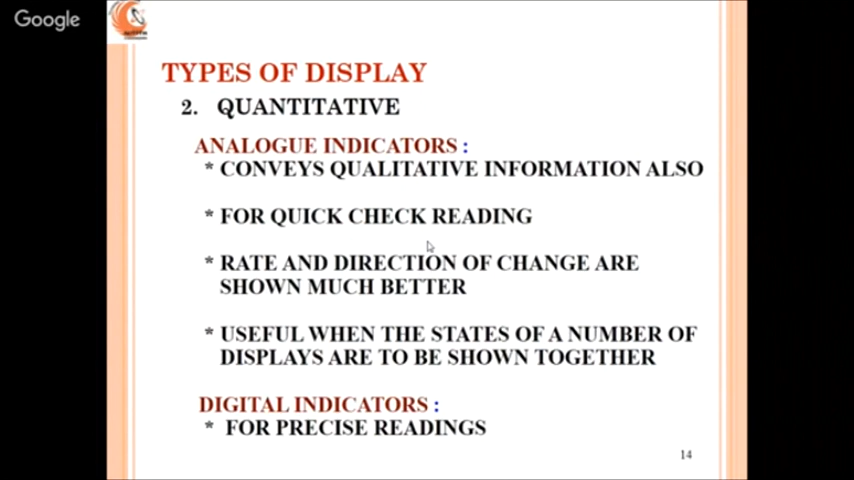 Google
TYPES OF DISPLAY
2. QUANTITATIVE
ANALOGUE INDICATORS :
* CONVEYS QUALITATIVE INFORMATION ALSO
* FOR QUICK CHECK READING
* RATE AND DIRECTION OF CHANGE ARE
SHOWN MUCH BETTER
* USEFUL WHEN THE STATES OF A NUMBER OF
DISPLAYS ARE TO BE SHOWN TOGETHER
DIGITAL INDICATORS :
* FOR PRECISE READINGS
14